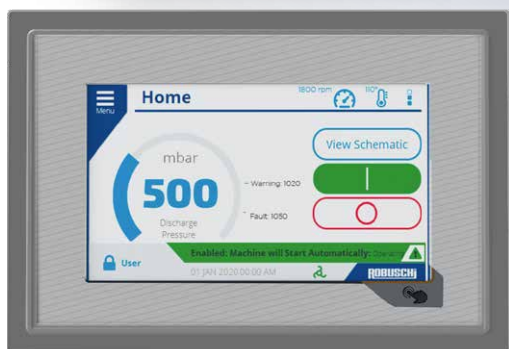 Menu
Home
1800 rpm
110°
mbar
500
Discharge
Pressure
Warning: 1020
Fault: 1050
View Schematic
User
Enabled: Machine will Start Automatically:
01 JAN 2020 00:00 AM
ROBUSCHI